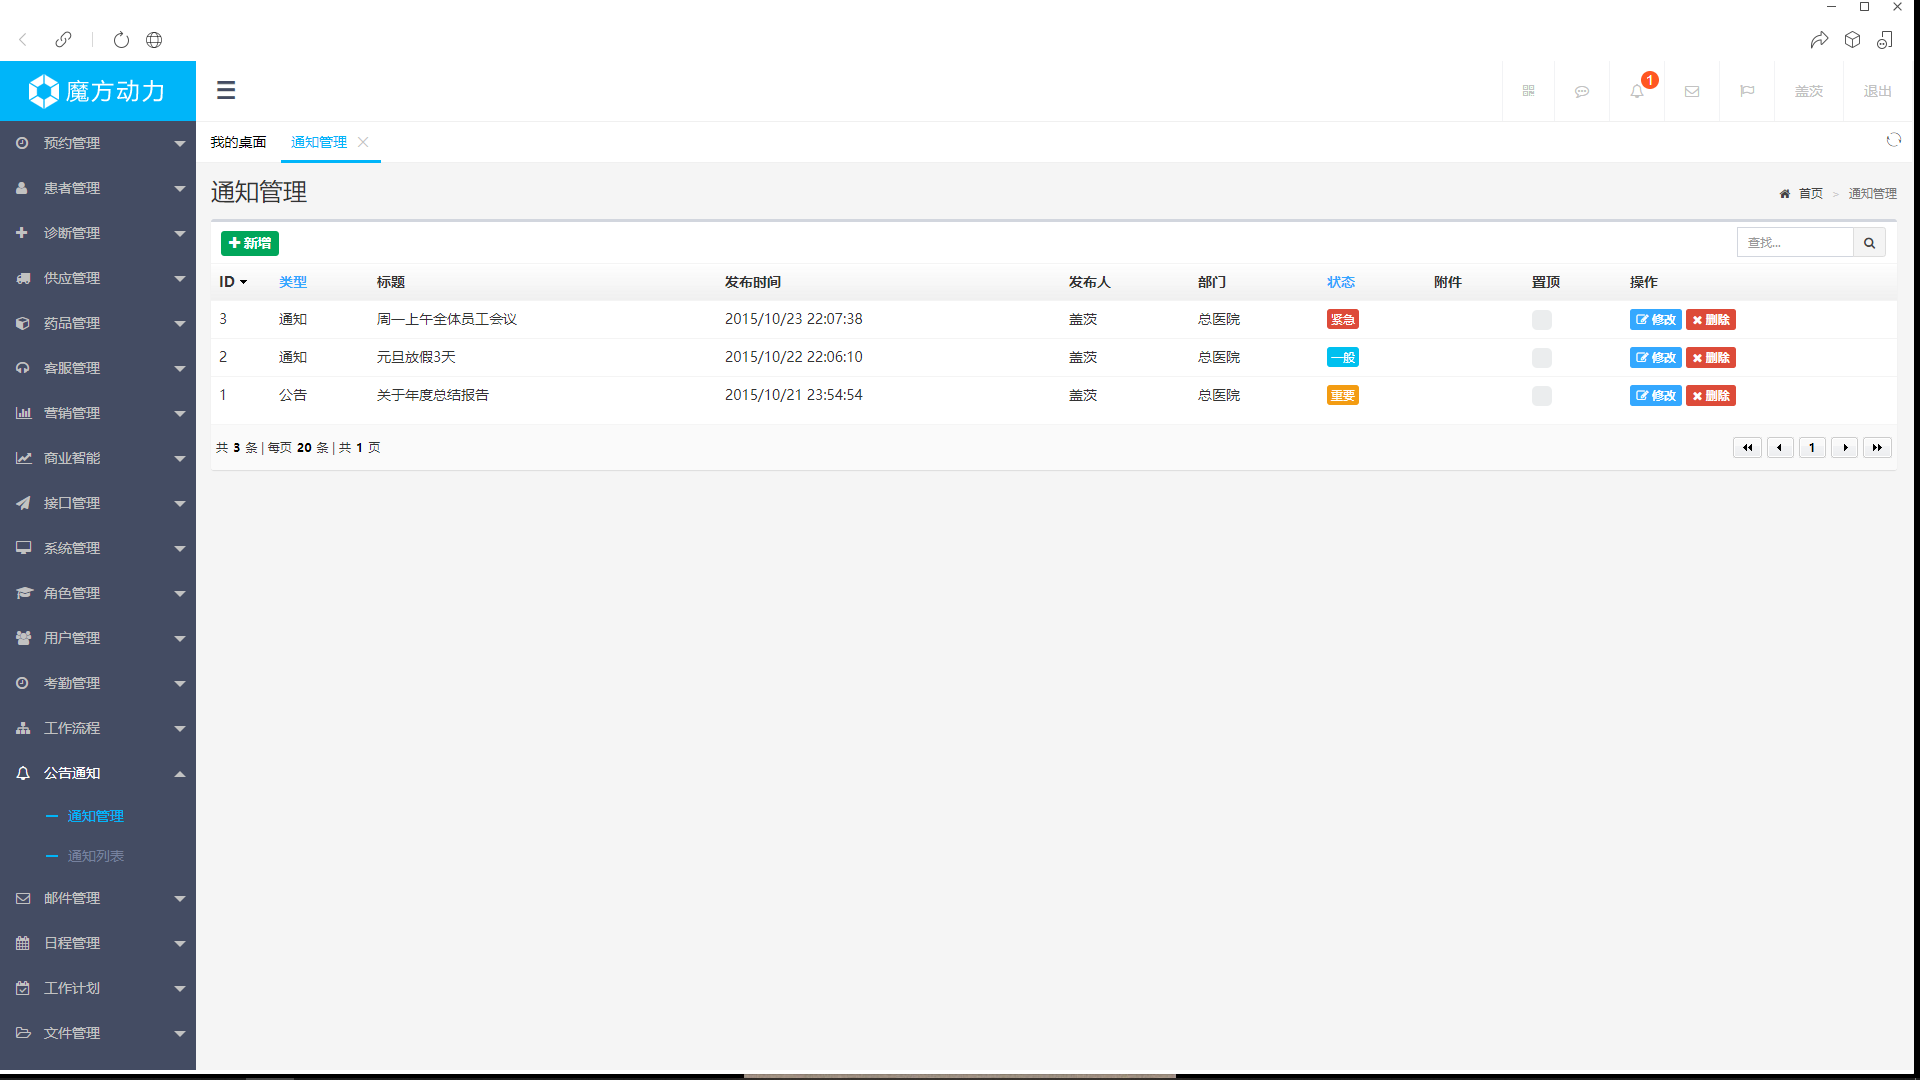 魔方动力
1
盖茨
退出
预约管理
患者管理
诊断管理
供应管理
药品管理
客服管理
营销管理
商业智能
接口管理
系统管理
角色管理
用户管理
考勤管理
工作流程
公告通知
通知管理
通知列表
邮件管理
日程管理
工作计划
文件管理
我的桌面 通知管理
通知管理
首页 > 通知管理
新增
查找...
ID 类型 标题 发布时间 发布人 部门 状态 附件 置顶 操作
3 通知 周一上午全体员工会议 2015/10/23 22:07:38 盖茨 总医院 紧急 修改 删除
2 通知 元旦放假3天 2015/10/22 22:06:10 盖茨 总医院 一般 修改 删除
1 公告 关于年度总结报告 2015/10/21 23:54:54 盖茨 总医院 重要 修改 删除
共 3 条 | 每页 20 条 | 共 1 页
1